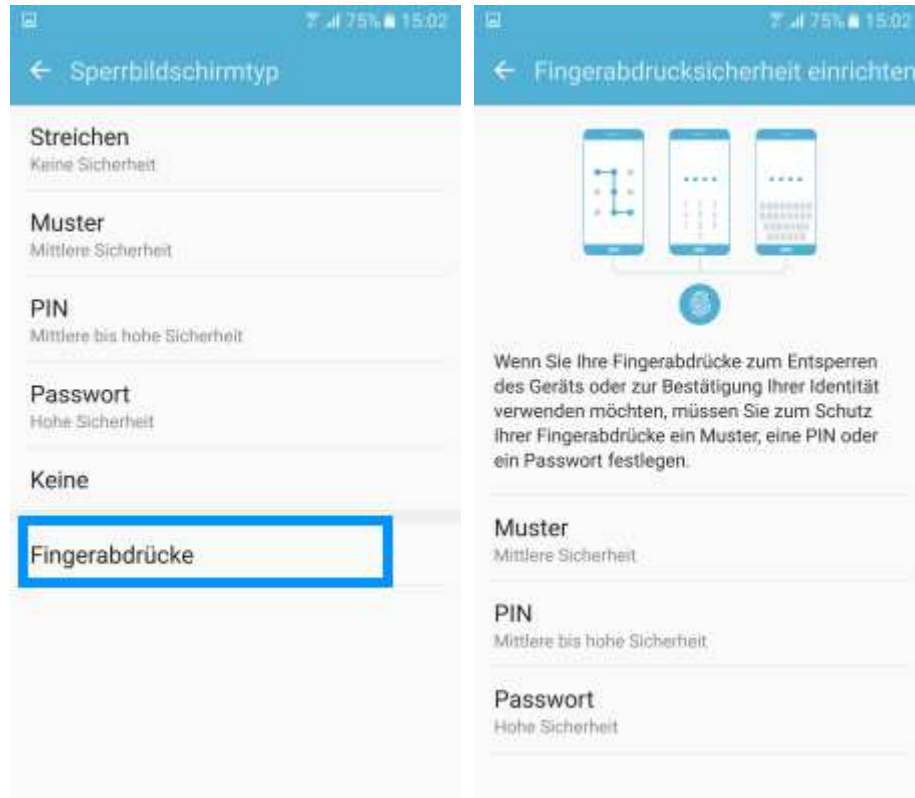 75% 15:02
Sperrbildschirmtyp
Streichen
Keine Sicherheit
Muster
Mittlere Sicherheit
PIN
Mittlere bis hohe Sicherheit
Passwort
Hohe Sicherheit
Keine
Fingerabdrücke
75% 15:02
Fingerabdrucksicherheit einrichten
Wenn Sie Ihre Fingerabdrücke zum Entsperren
des Geräts oder zur Bestätigung Ihrer Identität
verwenden möchten, müssen Sie zum Schutz
Ihrer Fingerabdrücke ein Muster, eine PIN oder
ein Passwort festlegen.
Muster
Mittlere Sicherheit
PIN
Mittlere bis hohe Sicherheit
Passwort
Hohe Sicherheit